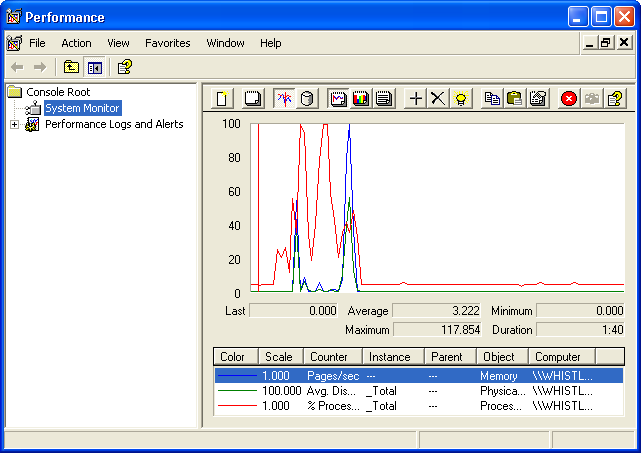 Performance
File Action View Favorites Window Help
Console Root
System Monitor
Performance Logs and Alerts
100
80
60
40
20
0
Last 0.000 Average 3.222 Minimum 0.000
Maximum 117.854 Duration 1:40
Color Scale Counter Instance Parent Object Computer
1.000 Pages/sec --- --- Memory \\WHISTL...
100.000 Avg. Dis... _Total --- Physica... \\WHISTL...
1.000 % Proces... _Total --- Proces... \\WHISTL...